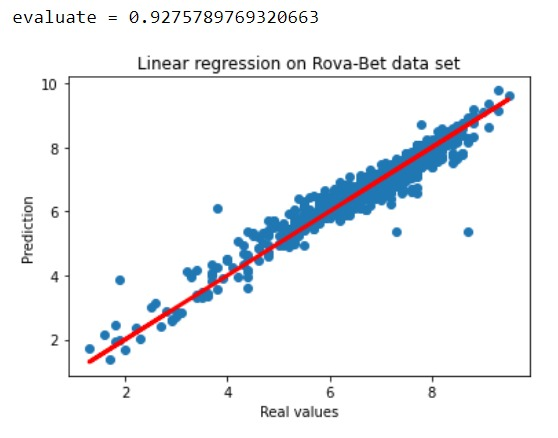 evaluate = 0.9275789769320663
Linear regression on Rova-Bet data set
10
8
6
4
2
Prediction
2 4 6 8
Real values